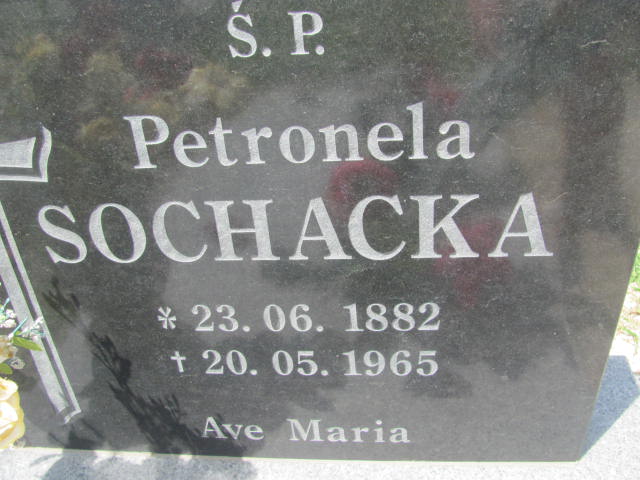 Ś. P.
Petronela
SOCHACKA
* 23. 06. 1882
† 20. 05. 1965
Ave Maria